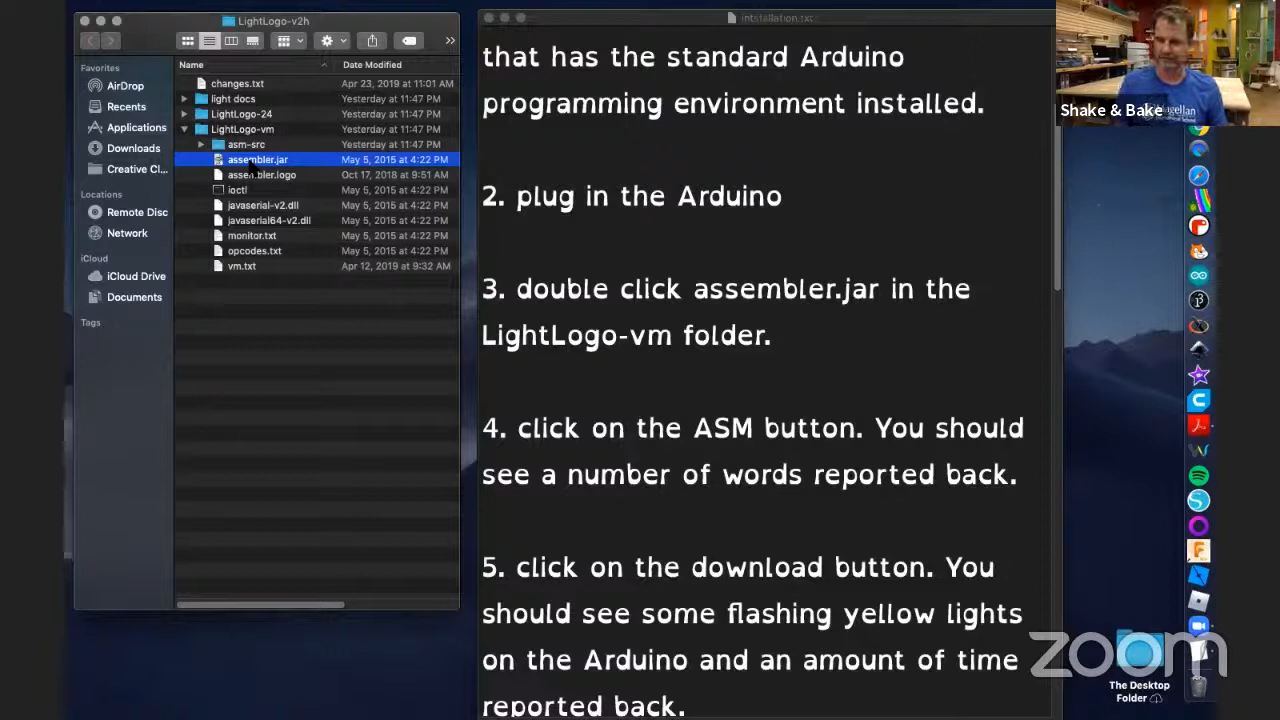 LightLogo-v2h
Name
Date Modified
Favorites
AirDrop
Recents
Applications
Downloads
Creative Cl...
Locations
Remote Disc
Network
iCloud
iCloud Drive
Documents
Tags
changes.txt Apr 23, 2019 at 11:01 AM
light docs Yesterday at 11:47 PM
LightLogo-24 Yesterday at 11:47 PM
LightLogo-vm Yesterday at 11:47 PM
asm-src Yesterday at 11:47 PM
assembler.jar May 5, 2015 at 4:22 PM
assembler.logo Oct 17, 2018 at 9:51 AM
ioctl May 5, 2015 at 4:22 PM
javaserial-v2.dll May 5, 2015 at 4:22 PM
javaserial64-v2.dll May 5, 2015 at 4:22 PM
monitor.txt May 5, 2015 at 4:22 PM
opcodes.txt May 5, 2015 at 4:22 PM
vm.txt Apr 12, 2019 at 9:32 AM
intstallation.txt
that has the standard Arduino
programming environment installed.
2. plug in the Arduino
3. double click assembler.jar in the
LightLogo-vm folder.
4. click on the ASM button. You should
see a number of words reported back.
5. click on the download button. You
should see some flashing yellow lights
on the Arduino and an amount of time
reported back.
Shake & Bake
zoom
The Desktop
Folder